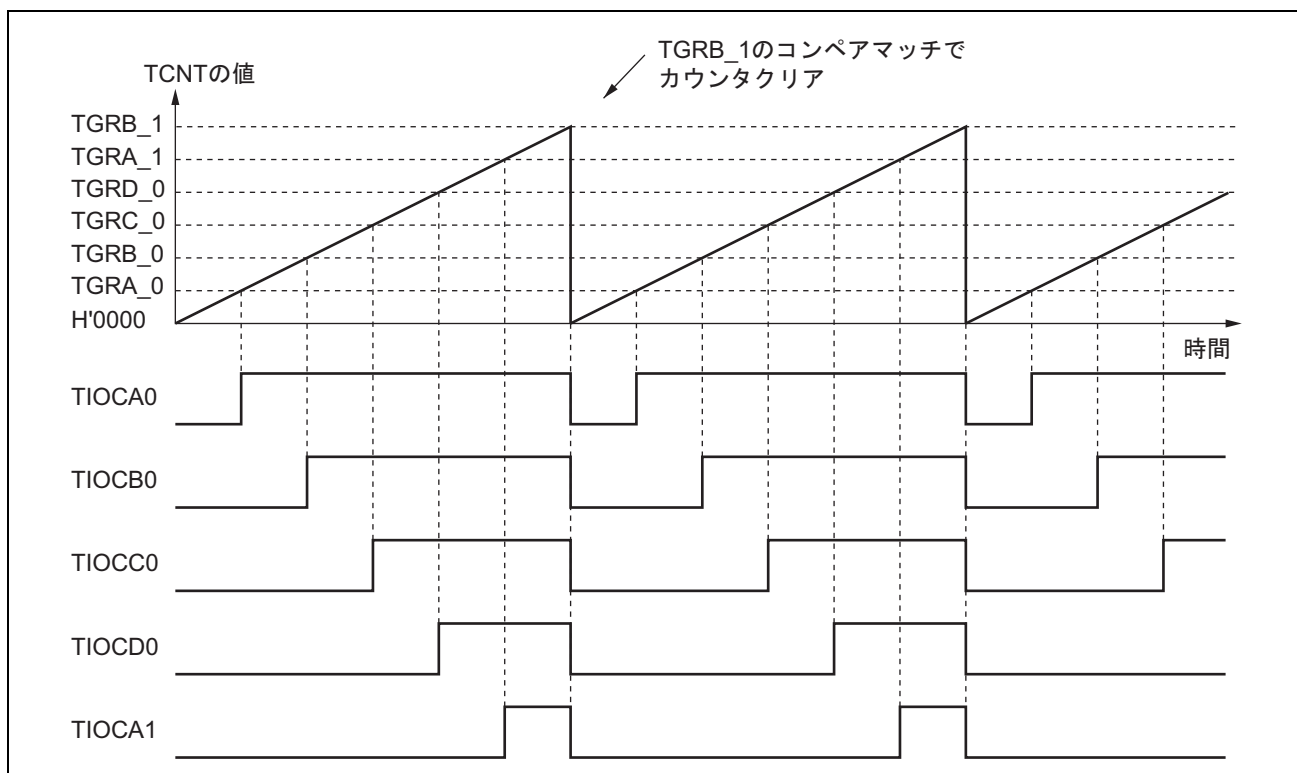 TGRB_1のコンペアマッチで
カウンタクリア
TCNTの値
TGRB_1
TGRA_1
TGRD_0
TGRC_0
TGRB_0
TGRA_0
H'0000
時間
TIOCA0
TIOCB0
TIOCC0
TIOCD0
TIOCA1